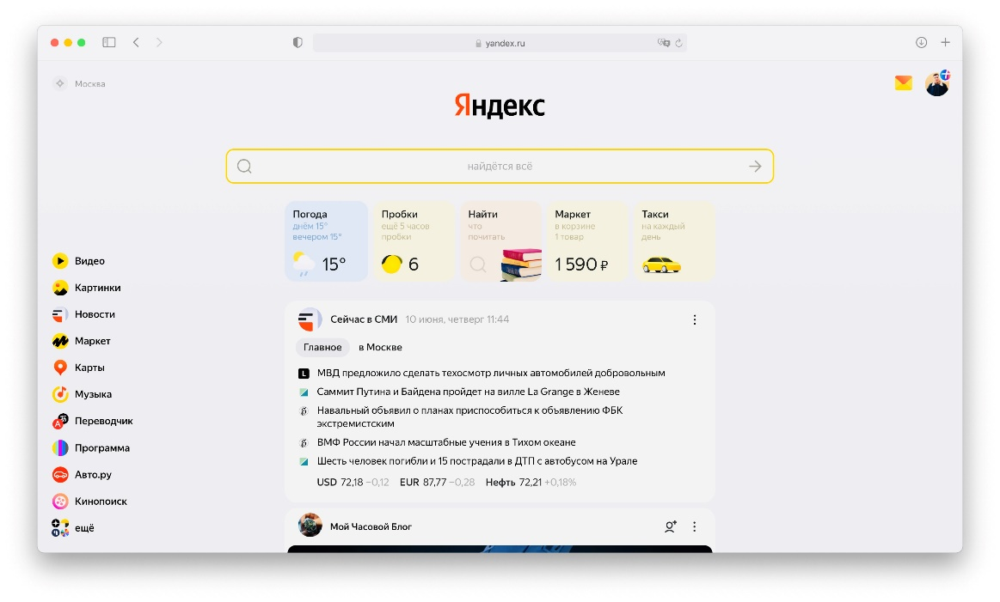 yandex.ru
Москва
Яндекс
найдётся всё
Погода
днём 15°
вечером 15°
15°
Пробки
ещё 5 часов
пробки
6
Найти
что
почитать
Маркет
в корзине
1 товар
1 590 ₽
Такси
на каждый
день
Видео
Картинки
Новости
Маркет
Карты
Музыка
Переводчик
Программа
Авто.ру
Кинопоиск
ещё
Сейчас в СМИ 10 июня, четверг 11:44
Главное в Москве
МВД предложило сделать техосмотр личных автомобилей добровольным
Саммит Путина и Байдена пройдет на вилле La Grange в Женеве
Навальный объявил о планах приспособиться к объявлению ФБК
экстремистским
ВМФ России начал масштабные учения в Тихом океане
Шесть человек погибли и 15 пострадали в ДТП с автобусом на Урале
USD 72,18 −0,12 EUR 87,77 −0,28 Нефть 72,21 +0,18%
Мой Часовой Блог